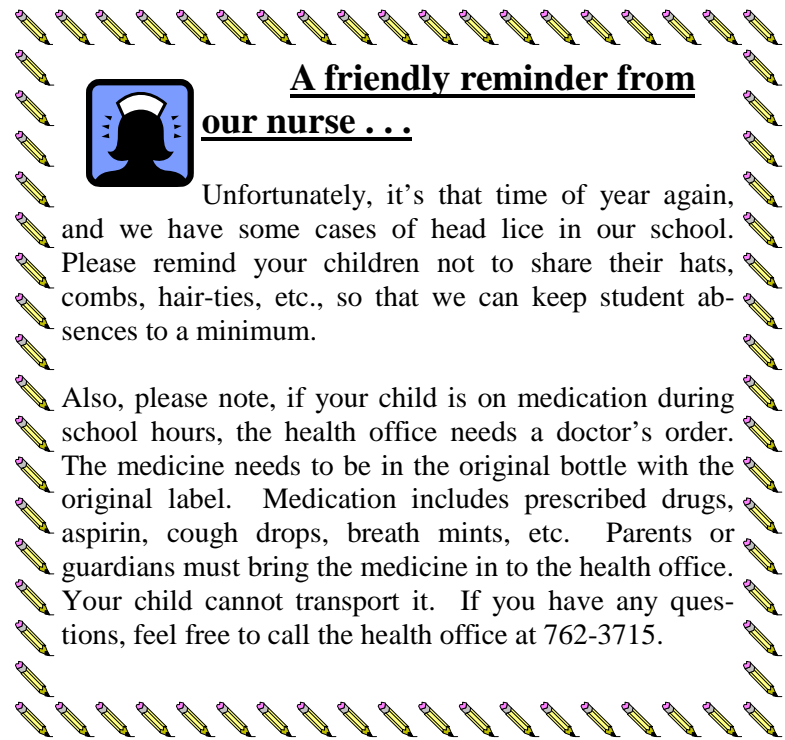 A friendly reminder from
our nurse . . .
Unfortunately, it's that time of year again,
and we have some cases of head lice in our school.
Please remind your children not to share their hats,
combs, hair-ties, etc., so that we can keep student ab-
sences to a minimum.
Also, please note, if your child is on medication during
school hours, the health office needs a doctor's order.
The medicine needs to be in the original bottle with the
original label.  Medication includes prescribed drugs,
aspirin, cough drops, breath mints, etc.  Parents or
guardians must bring the medicine in to the health office.
Your child cannot transport it.  If you have any ques-
tions, feel free to call the health office at 762-3715.